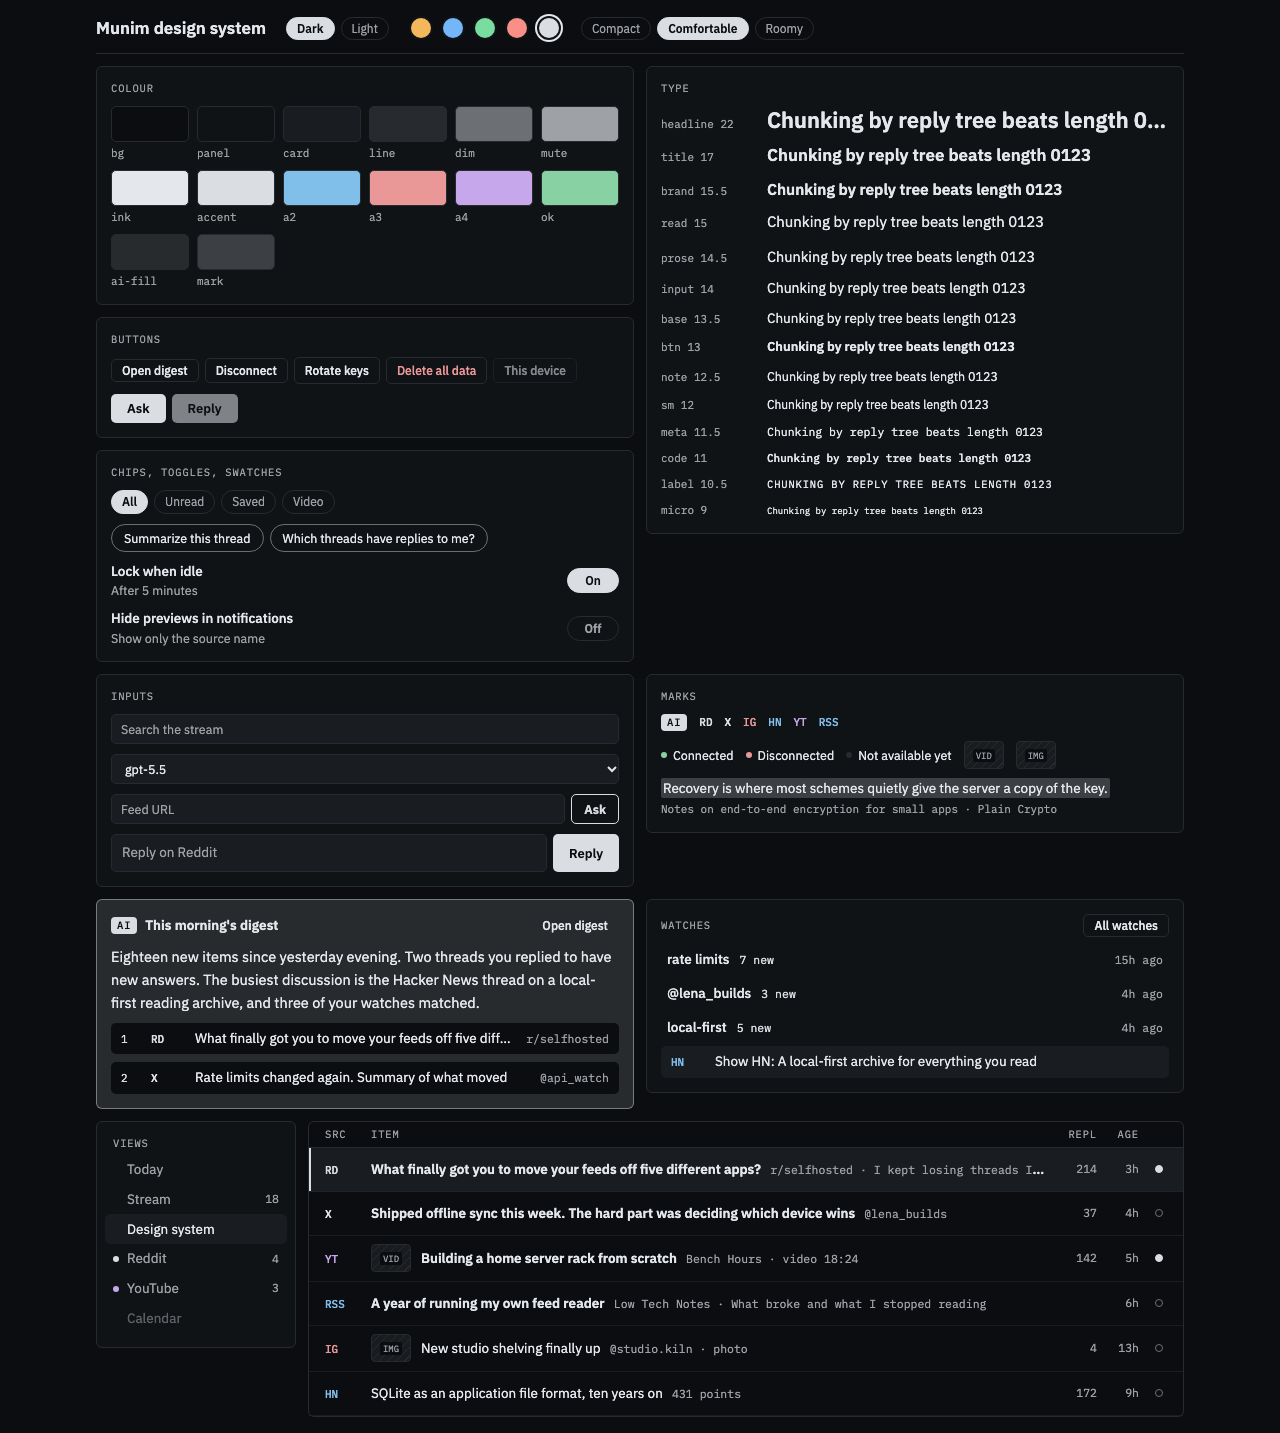 Munim design system
Dark
Light
Compact
Comfortable
Roomy
COLOUR
bg
panel
card
line
dim
mute
ink
accent
a2
a3
a4
ok
ai-fill
mark
TYPE
headline 22 Chunking by reply tree beats length 0…
title 17 Chunking by reply tree beats length 0123
brand 15.5 Chunking by reply tree beats length 0123
read 15 Chunking by reply tree beats length 0123
prose 14.5 Chunking by reply tree beats length 0123
input 14 Chunking by reply tree beats length 0123
base 13.5 Chunking by reply tree beats length 0123
btn 13 Chunking by reply tree beats length 0123
note 12.5 Chunking by reply tree beats length 0123
sm 12 Chunking by reply tree beats length 0123
meta 11.5 Chunking by reply tree beats length 0123
code 11 Chunking by reply tree beats length 0123
label 10.5 CHUNKING BY REPLY TREE BEATS LENGTH 0123
micro 9 Chunking by reply tree beats length 0123
BUTTONS
Open digest
Disconnect
Rotate keys
Delete all data
This device
Ask
Reply
CHIPS, TOGGLES, SWATCHES
All
Unread
Saved
Video
Summarize this thread
Which threads have replies to me?
Lock when idle
After 5 minutes
On
Hide previews in notifications
Show only the source name
Off
INPUTS
Search the stream
gpt-5.5
Feed URL
Ask
Reply on Reddit
Reply
MARKS
AI RD X IG HN YT RSS
Connected
Disconnected
Not available yet
VID
IMG
Recovery is where most schemes quietly give the server a copy of the key.
Notes on end-to-end encryption for small apps · Plain Crypto
AI This morning's digest
Open digest
Eighteen new items since yesterday evening. Two threads you replied to have
new answers. The busiest discussion is the Hacker News thread on a local-
first reading archive, and three of your watches matched.
1 RD What finally got you to move your feeds off five diff… r/selfhosted
2 X Rate limits changed again. Summary of what moved @api_watch
WATCHES
All watches
rate limits 7 new 15h ago
@lena_builds 3 new 4h ago
local-first 5 new 4h ago
HN Show HN: A local-first archive for everything you read
VIEWS
Today
Stream 18
Design system
Reddit 4
YouTube 3
Calendar
SRC ITEM REPL AGE
RD What finally got you to move your feeds off five different apps? r/selfhosted · I kept losing threads I… 214 3h
X Shipped offline sync this week. The hard part was deciding which device wins @lena_builds 37 4h
YT VID Building a home server rack from scratch Bench Hours · video 18:24 142 5h
RSS A year of running my own feed reader Low Tech Notes · What broke and what I stopped reading 6h
IG IMG New studio shelving finally up @studio.kiln · photo 4 13h
HN SQLite as an application file format, ten years on 431 points 172 9h